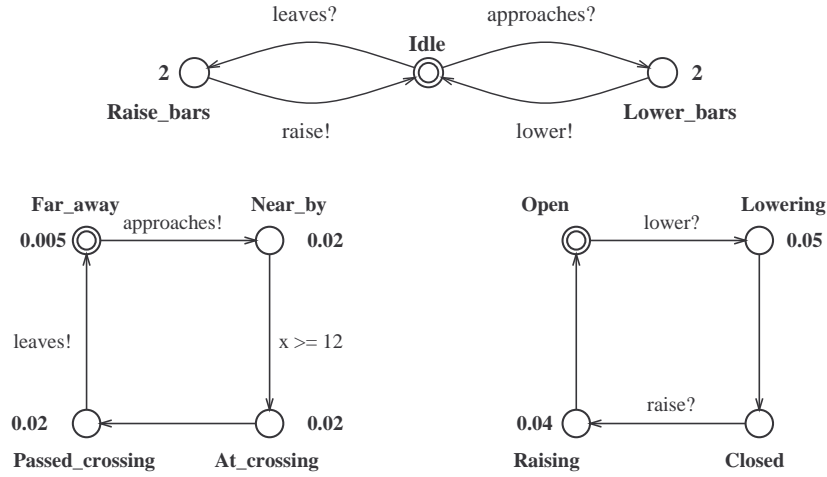 leaves?
approaches?
Idle
2
2
Raise_bars
Lower_bars
raise!
lower!
Far_away
Near_by
approaches!
0.005
0.02
leaves!
x >= 12
0.02
0.02
Passed_crossing
At_crossing
Open
Lowering
lower?
0.05
raise?
0.04
Raising
Closed